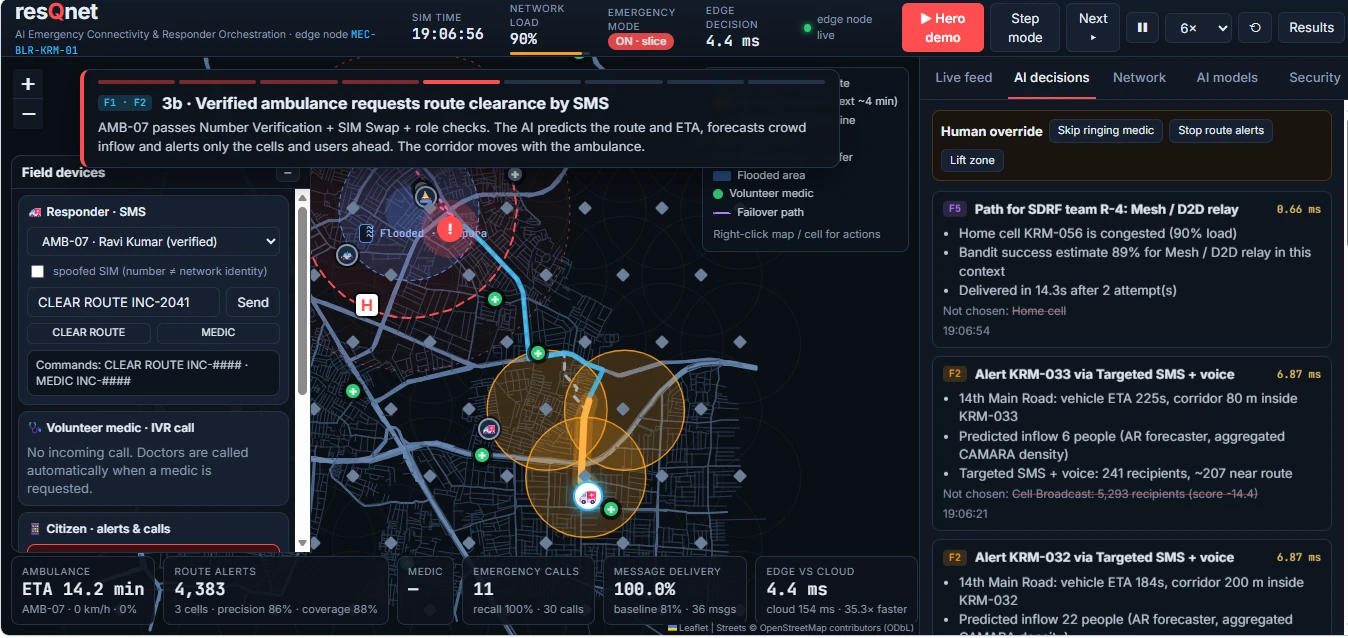 resQnet
AI Emergency Connectivity & Responder Orchestration · edge node MEC-
BLR-KRM-01
SIM TIME
19:06:56
NETWORK
LOAD
90%
EMERGENCY
MODE
ON · slice
EDGE
DECISION
4.4 ms
edge node
live
▶ Hero
demo
Step
mode
Next
▸
6×
Results
+
−
F1 · F2
3b · Verified ambulance requests route clearance by SMS
AMB-07 passes Number Verification + SIM Swap + role checks. The AI predicts the route and ETA, forecasts crowd
inflow and alerts only the cells and users ahead. The corridor moves with the ambulance.
Field devices
−
Responder · SMS
AMB-07 · Ravi Kumar (verified)
spoofed SIM (number ≠ network identity)
CLEAR ROUTE INC-2041
Send
CLEAR ROUTE
MEDIC
Commands: CLEAR ROUTE INC-#### ·
MEDIC INC-####
Volunteer medic · IVR call
No incoming call. Doctors are called
automatically when a medic is
requested.
Citizen · alerts & calls
Flooded ·
pura
!
H
te
ext ~4 min)
ine
fer
Flooded area
Volunteer medic
Failover path
Right-click map / cell for actions
AMBULANCE
ETA 14.2 min
AMB-07 · 0 km/h · 0%
ROUTE ALERTS
4,383
3 cells · precision 86% · coverage 88%
MEDIC
—
EMERGENCY CALLS
11
recall 100% · 30 calls
MESSAGE DELIVERY
100.0%
baseline 81% · 36 msgs
EDGE VS CLOUD
4.4 ms
cloud 154 ms · 35.3× faster
Leaflet | Streets © OpenStreetMap contributors (ODbL)
Live feed
AI decisions
Network
AI models
Security
Human override
Skip ringing medic
Stop route alerts
Lift zone
F5
Path for SDRF team R-4: Mesh / D2D relay
0.66 ms
• Home cell KRM-056 is congested (90% load)
• Bandit success estimate 89% for Mesh / D2D relay in this
context
• Delivered in 14.3s after 2 attempt(s)
Not chosen: Home cell
19:06:54
F2
Alert KRM-033 via Targeted SMS + voice
6.87 ms
• 14th Main Road: vehicle ETA 225s, corridor 80 m inside
KRM-033
• Predicted inflow 6 people (AR forecaster, aggregated
CAMARA density)
• Targeted SMS + voice: 241 recipients, ~207 near route
Not chosen: Cell Broadcast: 5,293 recipients (score -14.4)
19:06:21
F2
Alert KRM-032 via Targeted SMS + voice
6.87 ms
• 14th Main Road: vehicle ETA 184s, corridor 200 m inside
KRM-032
• Predicted inflow 22 people (AR forecaster, aggregated